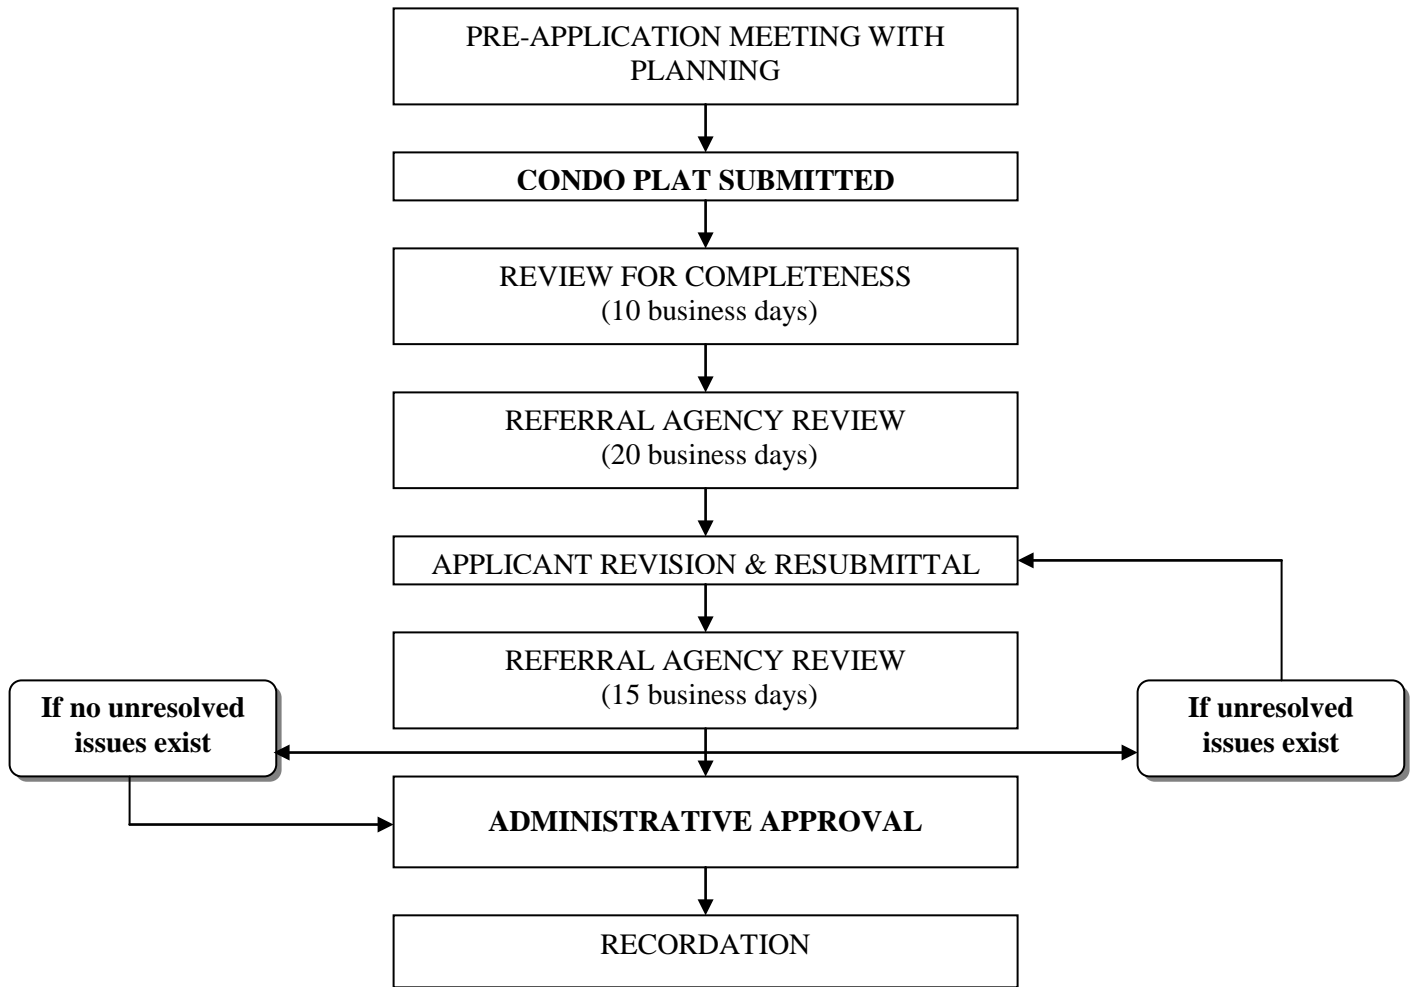 PRE-APPLICATION MEETING WITH
PLANNING
CONDO PLAT SUBMITTED
REVIEW FOR COMPLETENESS
(10 business days)
REFERRAL AGENCY REVIEW
(20 business days)
APPLICANT REVISION & RESUBMITTAL
REFERRAL AGENCY REVIEW
(15 business days)
If no unresolved
issues exist
If unresolved
issues exist
ADMINISTRATIVE APPROVAL
RECORDATION